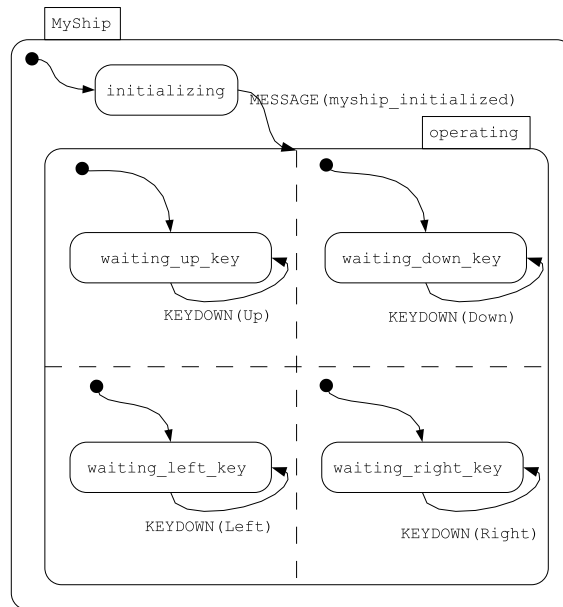 MyShip
initializing
MESSAGE(myship_initialized)
operating
waiting_up_key
waiting_down_key
KEYDOWN(Up)
KEYDOWN(Down)
waiting_left_key
waiting_right_key
KEYDOWN(Left)
KEYDOWN(Right)